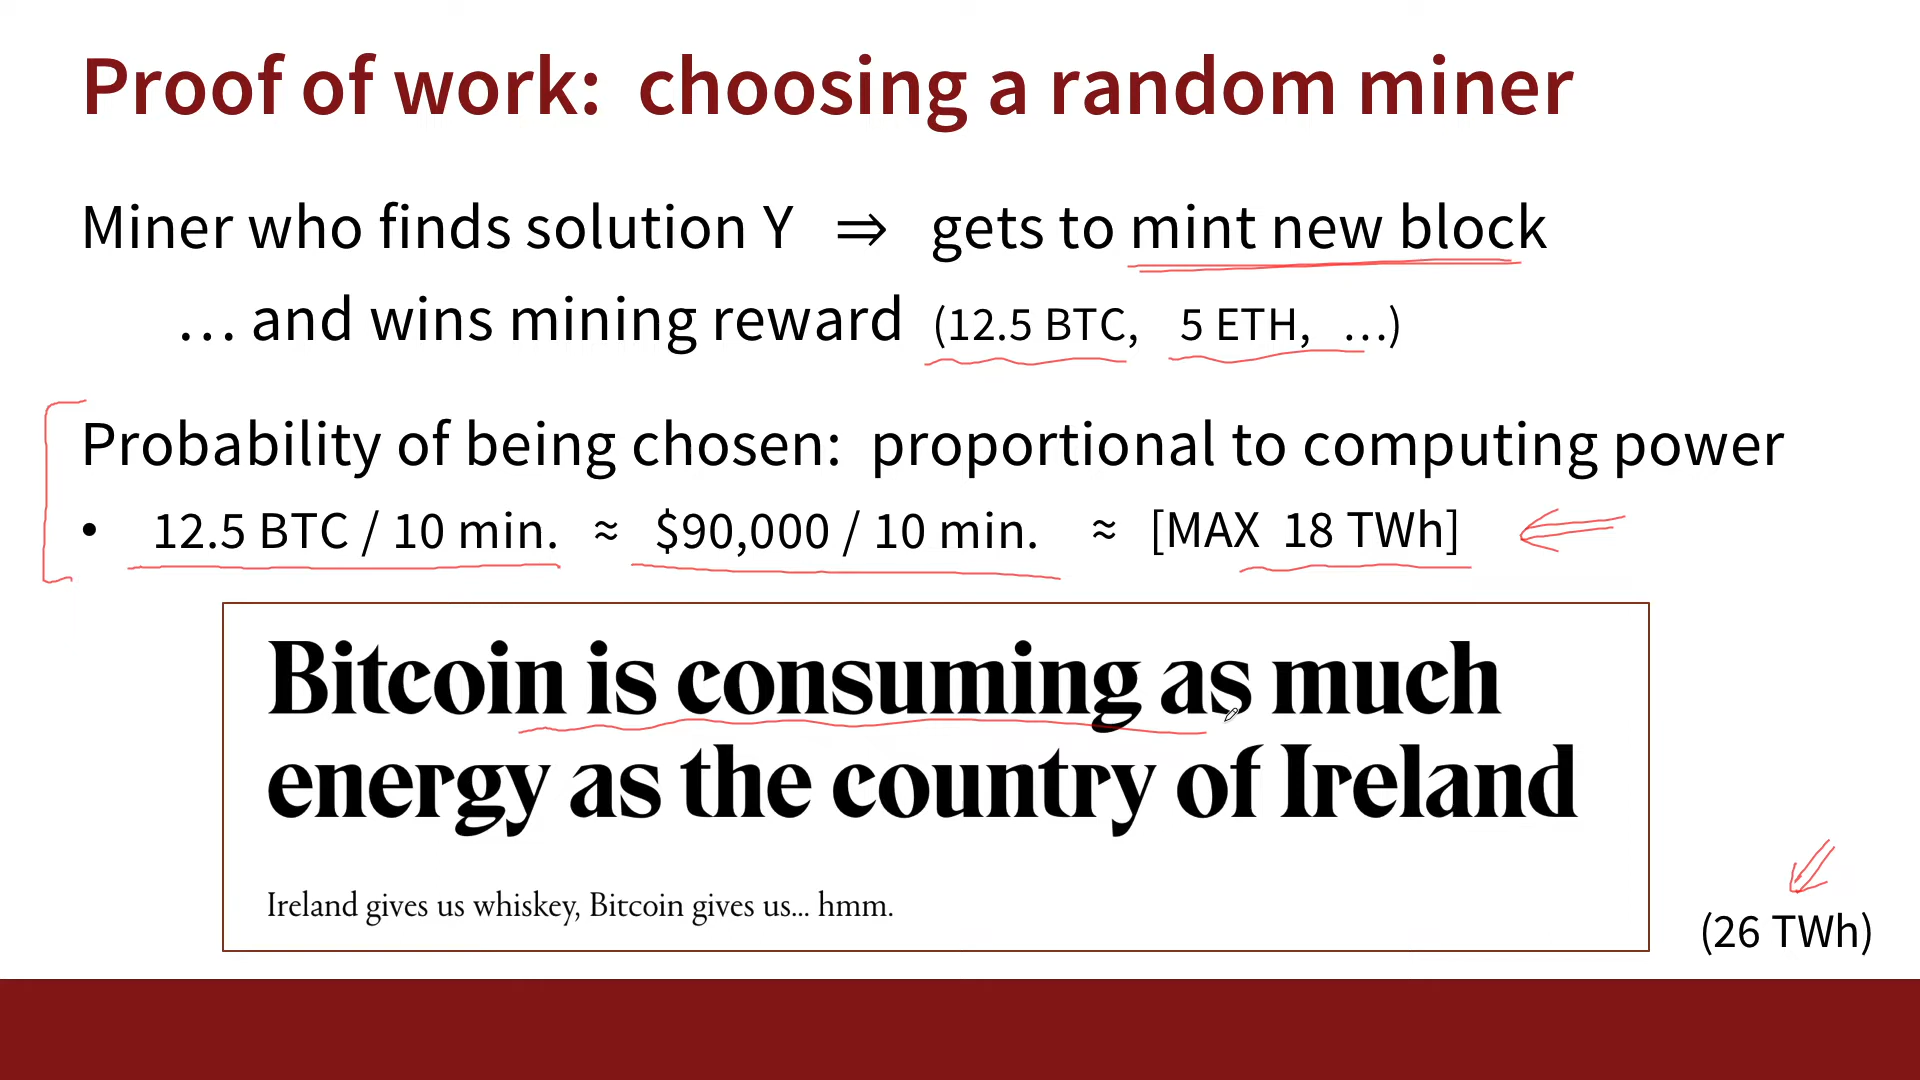 Proof of work: choosing a random miner
Miner who finds solution Y ⇒ gets to mint new block
… and wins mining reward (12.5 BTC, 5 ETH, …)
Probability of being chosen: proportional to computing power
• 12.5 BTC / 10 min. ≈ $90,000 / 10 min. ≈ [MAX 18 TWh]
Bitcoin is consuming as much
energy as the country of Ireland
Ireland gives us whiskey, Bitcoin gives us... hmm.
(26 TWh)